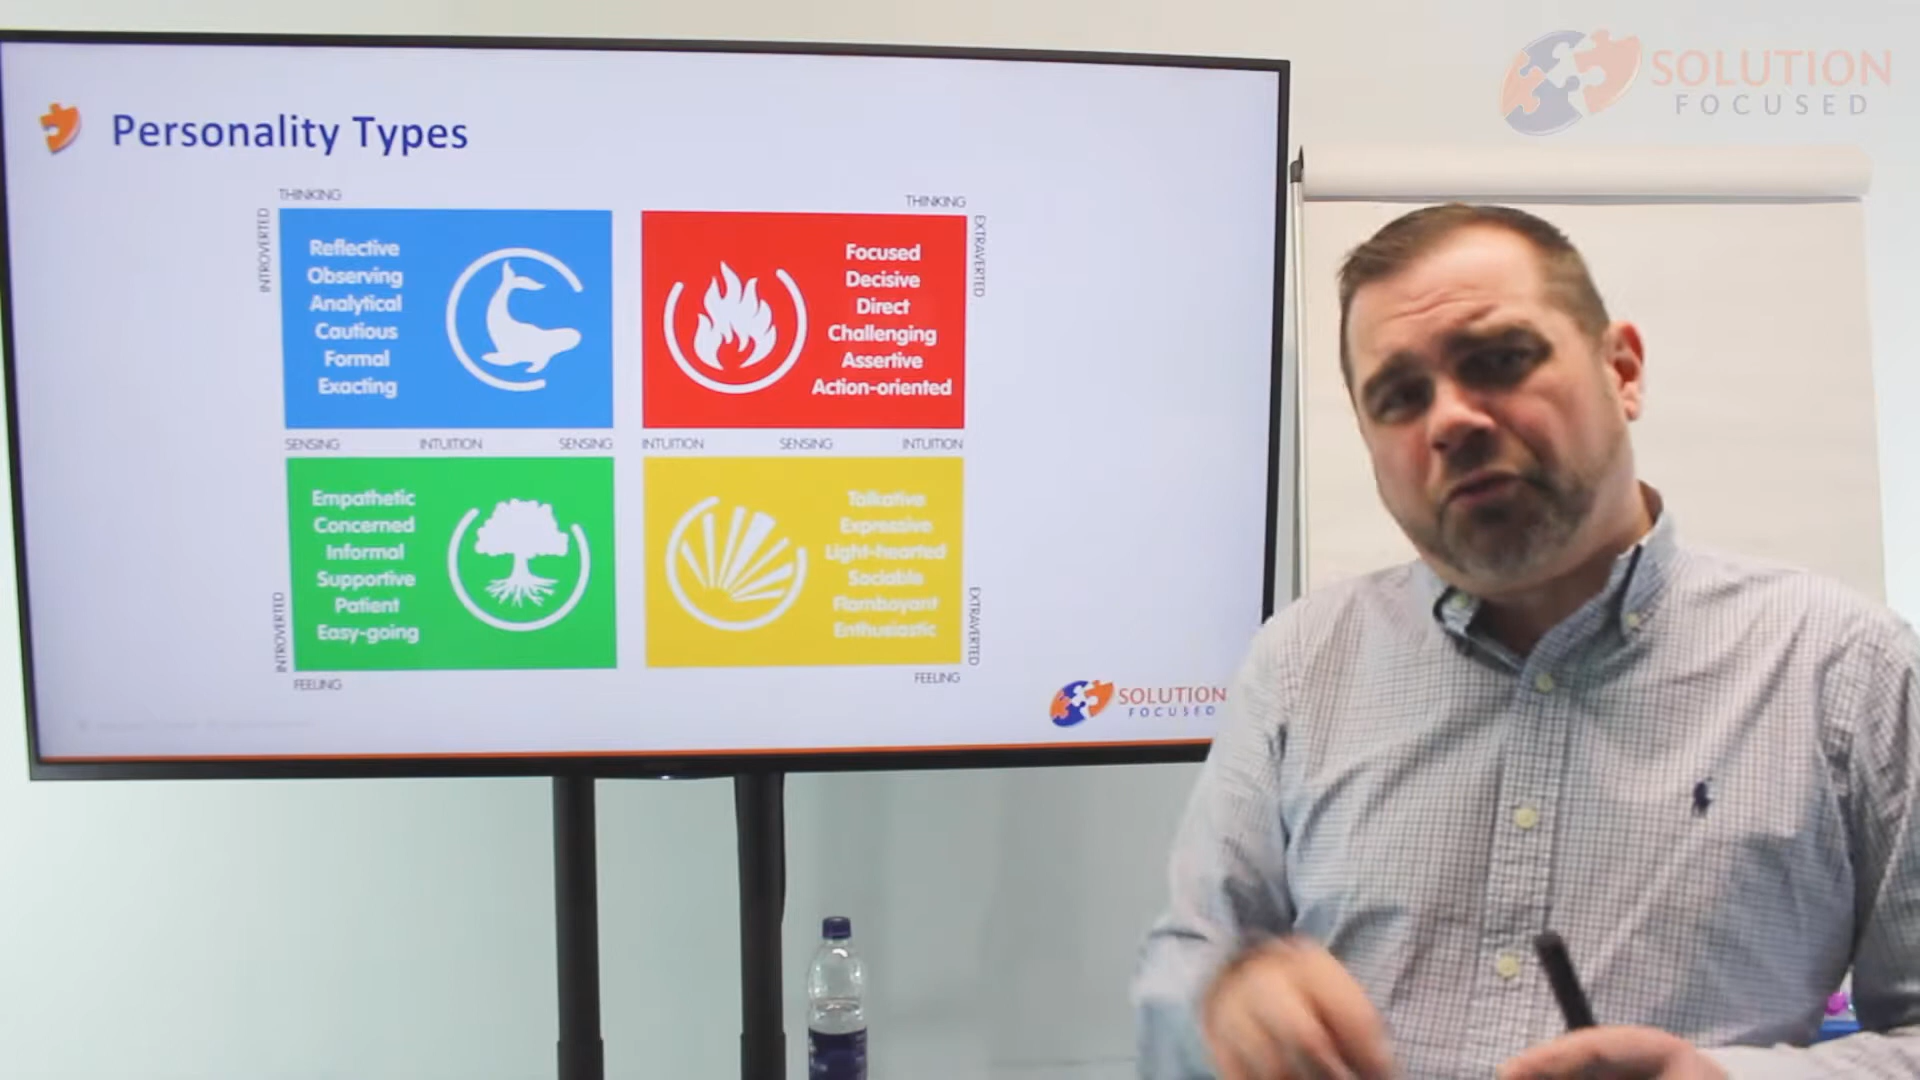 SOLUTION
FOCUSED
Personality Types
THINKING
THINKING
INTROVERTED
EXTRAVERTED
Reflective
Observing
Analytical
Cautious
Formal
Exacting
Focused
Decisive
Direct
Challenging
Assertive
Action-oriented
SENSING INTUITION SENSING
INTUITION SENSING INTUITION
Empathetic
Concerned
Informal
Supportive
Patient
Easy-going
Talkative
Expressive
Light-hearted
Sociable
Flamboyant
Enthusiastic
INTROVERTED
EXTRAVERTED
FEELING
FEELING
SOLUTION
FOCUSED